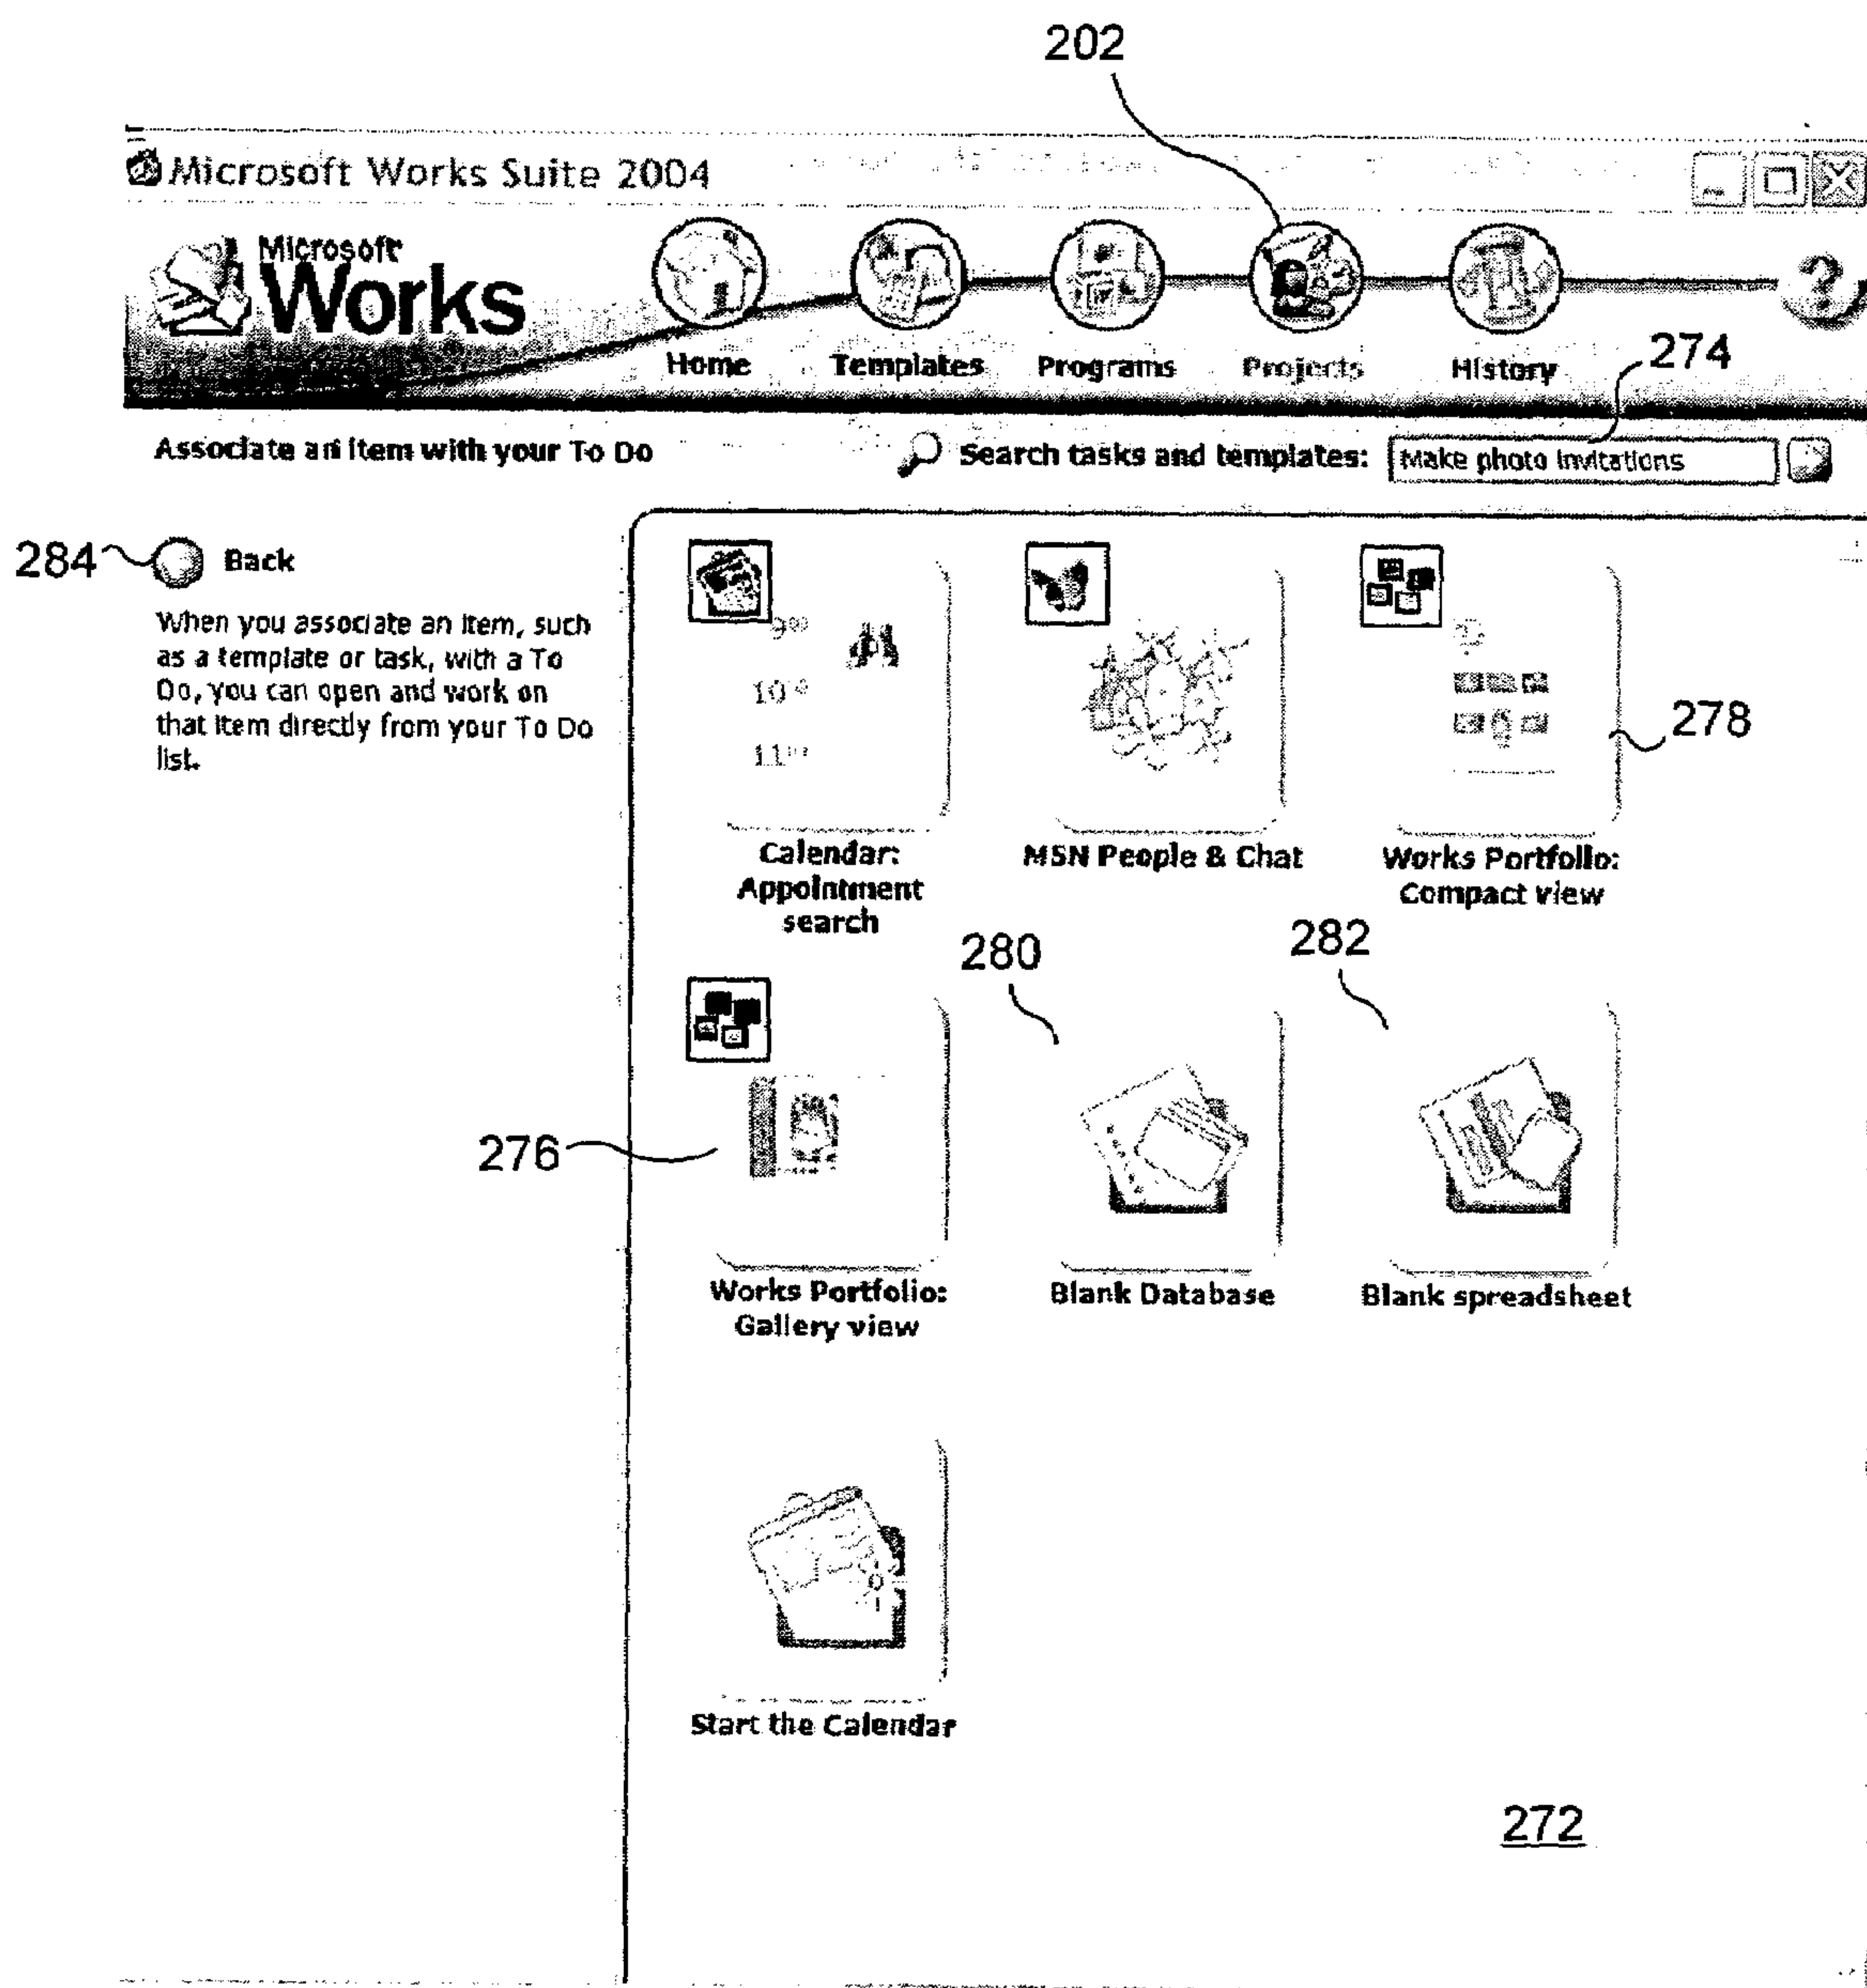 202
Microsoft Works Suite 2004
Microsoft
Works
Home Templates Programs Projects History ?
274
Associate an item with your To Do
Search tasks and templates: Make photo invitations
284 Back
When you associate an item, such
as a template or task, with a To
Do, you can open and work on
that item directly from your To Do
list.
9⁰⁰
10
11
278
Calendar:
Appointment
search
MSN People & Chat
Works Portfolio:
Compact view
280
282
276
Works Portfolio:
Gallery view
Blank Database
Blank spreadsheet
Start the Calendar
272